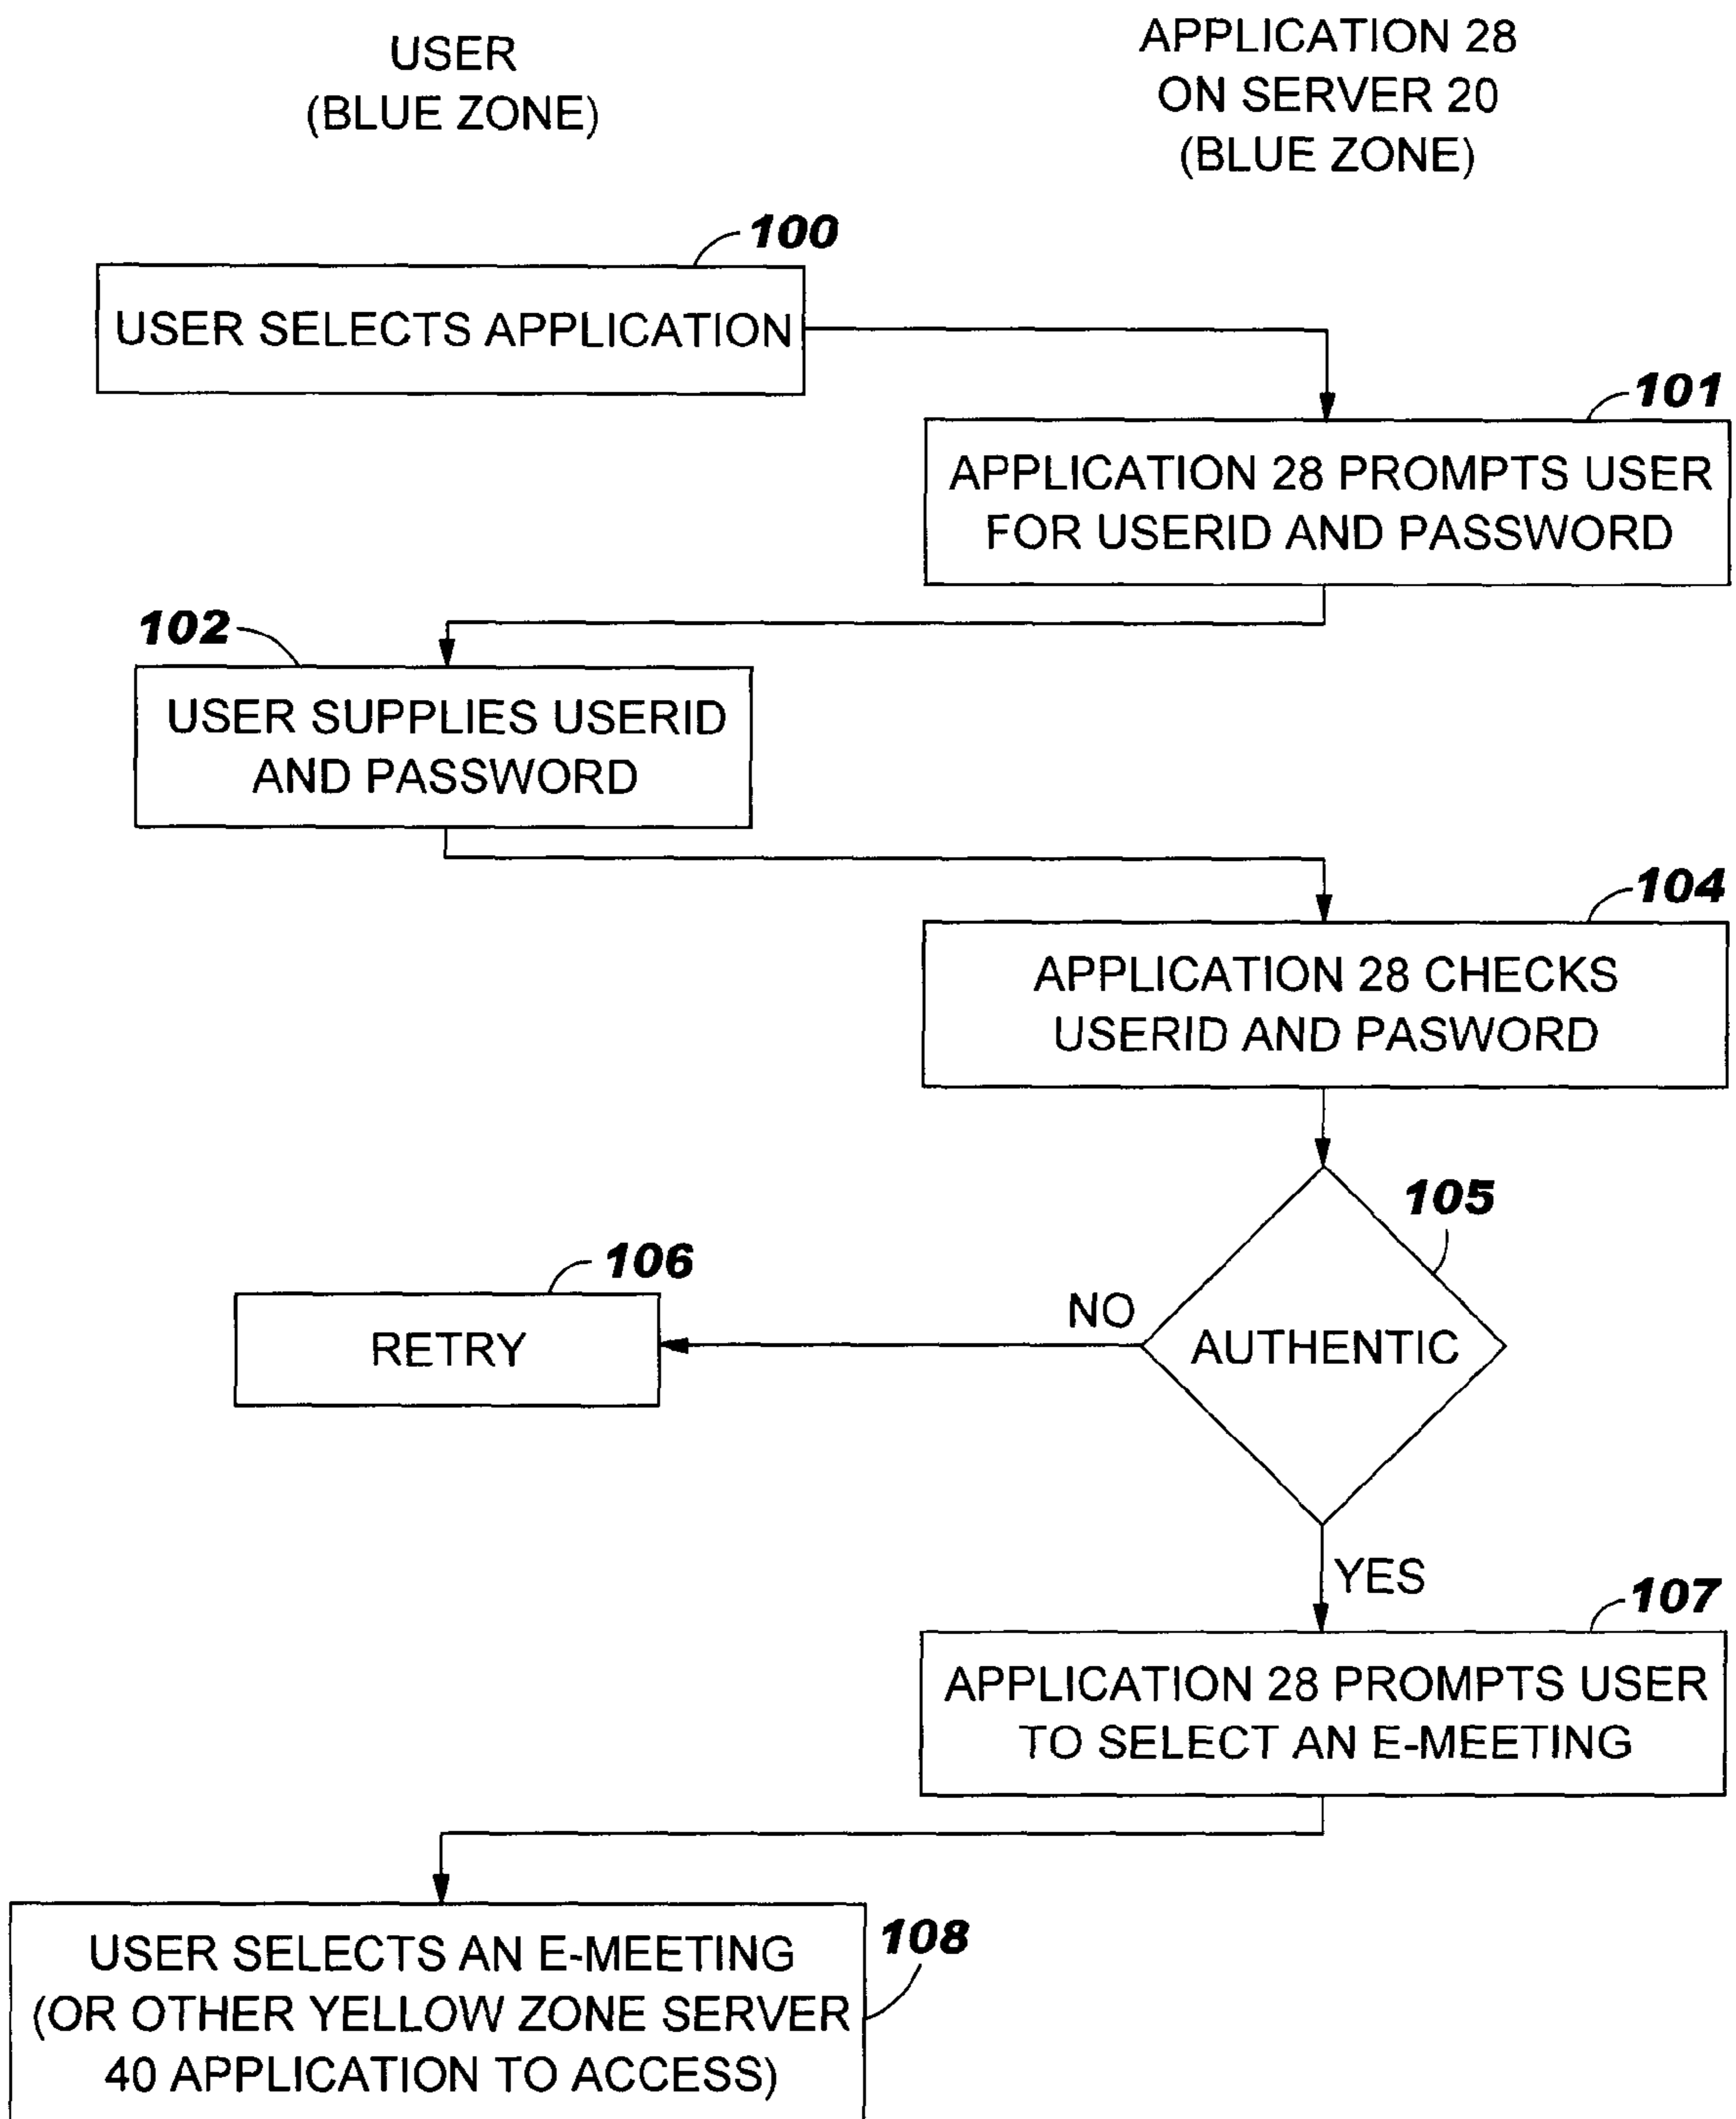 USER
(BLUE ZONE)
APPLICATION 28
ON SERVER 20
(BLUE ZONE)
100
USER SELECTS APPLICATION
101
APPLICATION 28 PROMPTS USER
FOR USERID AND PASSWORD
102
USER SUPPLIES USERID
AND PASSWORD
104
APPLICATION 28 CHECKS
USERID AND PASWORD
105
AUTHENTIC
NO
106
RETRY
YES
107
APPLICATION 28 PROMPTS USER
TO SELECT AN E-MEETING
108
USER SELECTS AN E-MEETING
(OR OTHER YELLOW ZONE SERVER
40 APPLICATION TO ACCESS)